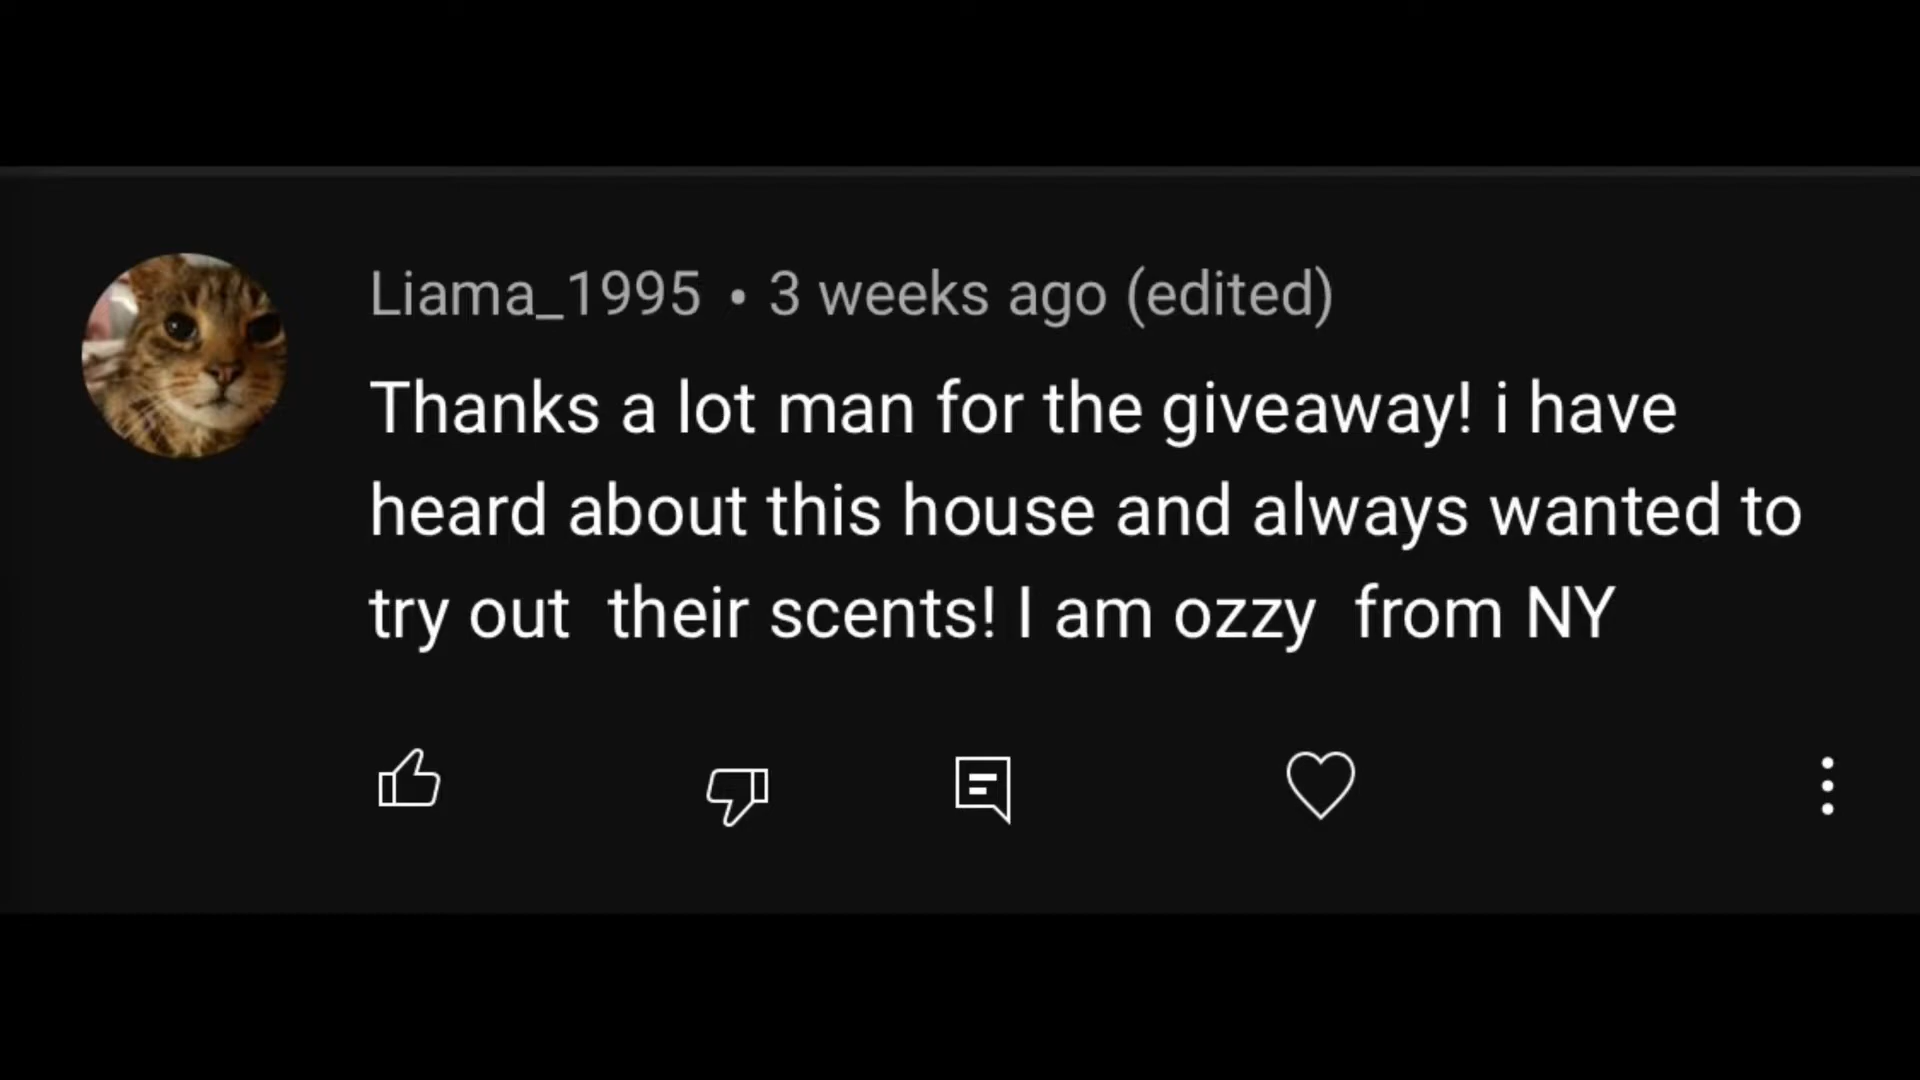 Liama_1995 • 3 weeks ago (edited)
Thanks a lot man for the giveaway! i have
heard about this house and always wanted to
try out  their scents! I am ozzy  from NY